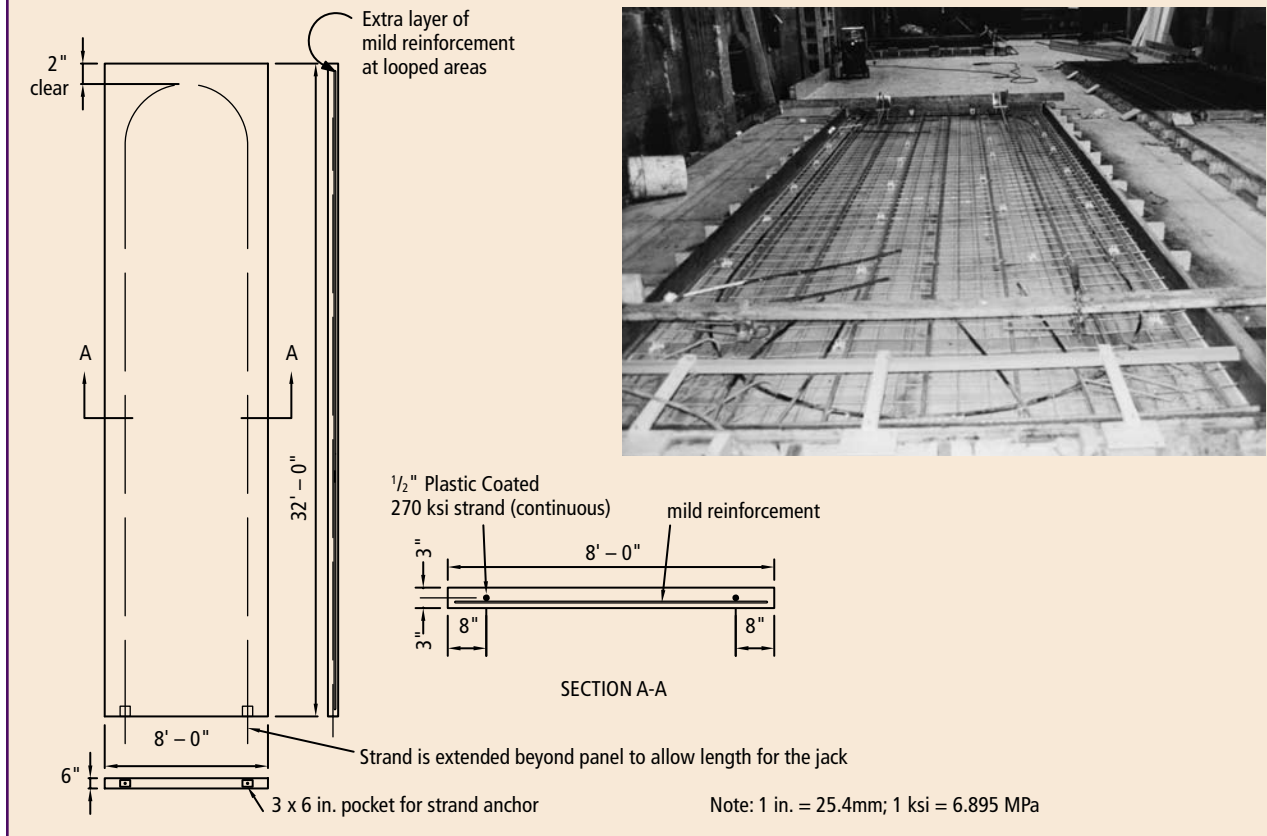 Extra layer of
mild reinforcement
at looped areas
2"
clear
A
A
32' – 0"
1/2" Plastic Coated
270 ksi strand (continuous)
mild reinforcement
8' – 0"
3"
3"
8"
8"
SECTION A-A
8' – 0"
Strand is extended beyond panel to allow length for the jack
6"
3 x 6 in. pocket for strand anchor
Note: 1 in. = 25.4mm; 1 ksi = 6.895 MPa